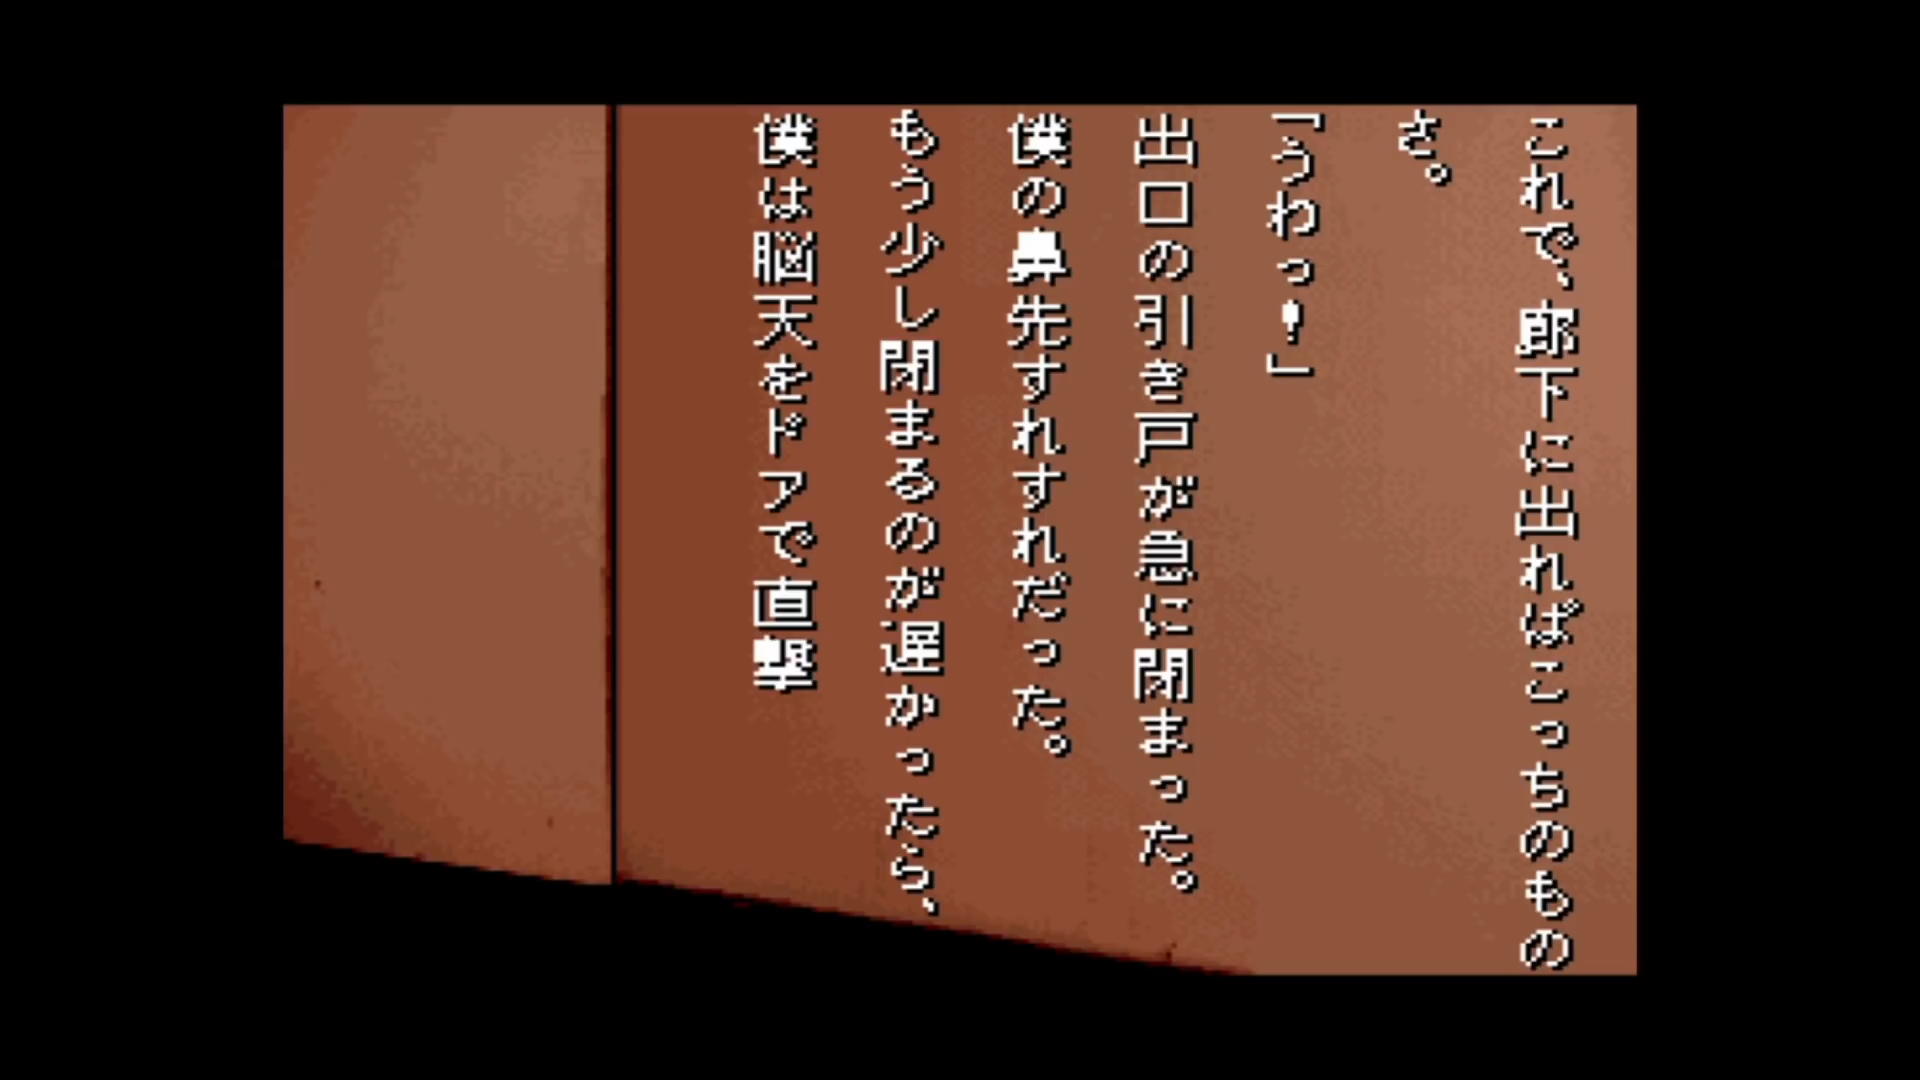 これで、廊下に出ればこっちのもの
さ。
「うわっ！」
出口の引き戸が急に閉まった。
僕の鼻先すれすれだった。
もう少し閉まるのが遅かったら、
僕は脳天をドアで直撃